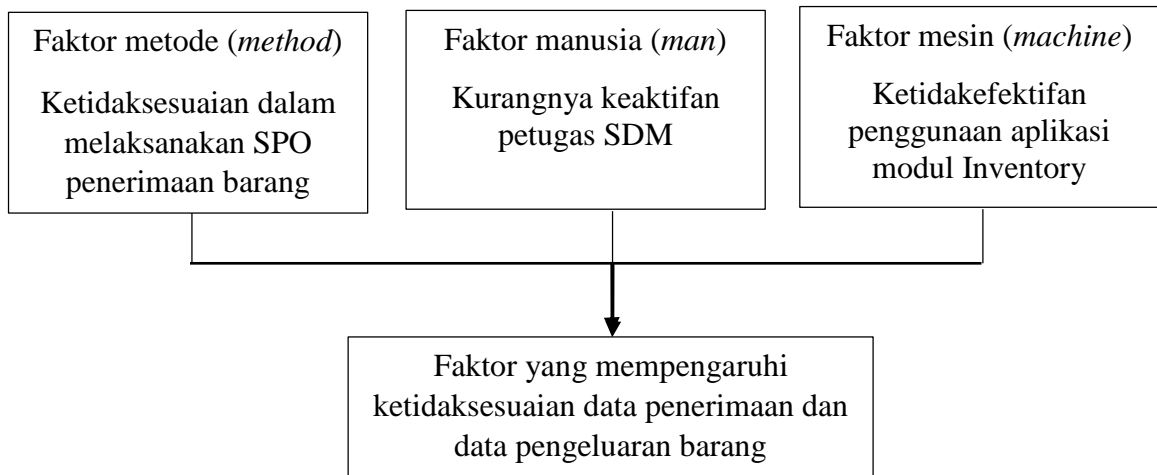 Faktor metode (method)
Ketidaksesuaian dalam
melaksanakan SPO
penerimaan barang
Faktor manusia (man)
Kurangnya keaktifan
petugas SDM
Faktor mesin (machine)
Ketidakefektifan
penggunaan aplikasi
modul Inventory
Faktor yang mempengaruhi
ketidaksesuaian data penerimaan dan
data pengeluaran barang